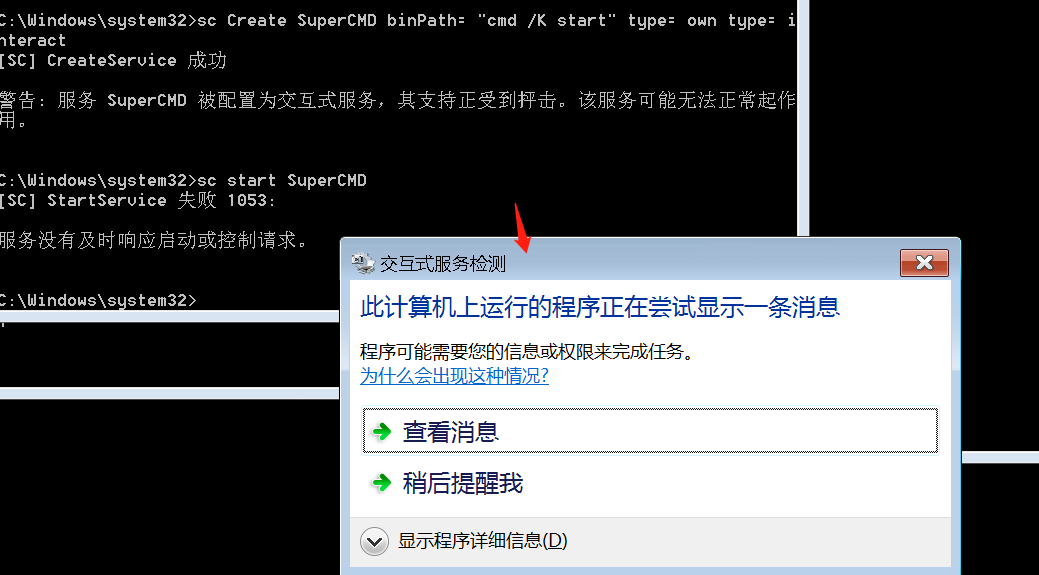 C:\Windows\system32>sc Create SuperCMD binPath= "cmd /K start" type= own type= i
nteract
[SC] CreateService 成功
警告: 服务 SuperCMD 被配置为交互式服务，其支持正受到抨击。该服务可能无法正常起作
用。
C:\Windows\system32>sc start SuperCMD
[SC] StartService 失败 1053:
服务没有及时响应启动或控制请求。
C:\Windows\system32>
交互式服务检测
此计算机上运行的程序正在尝试显示一条消息
程序可能需要您的信息或权限来完成任务。
为什么会出现这种情况?
查看消息
稍后提醒我
显示程序详细信息(D)